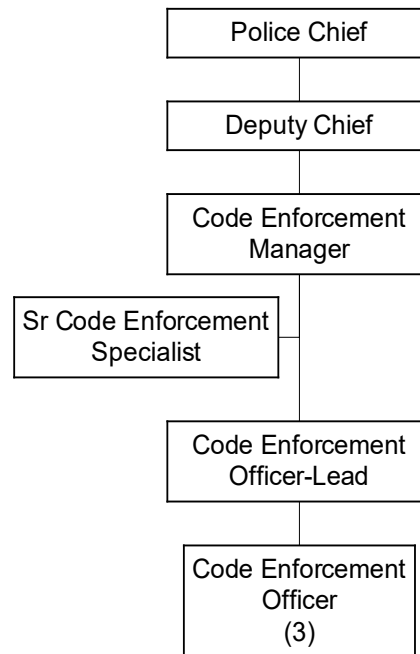 Police Chief
Deputy Chief
Code Enforcement
Manager
Sr Code Enforcement
Specialist
Code Enforcement
Officer-Lead
Code Enforcement
Officer
(3)